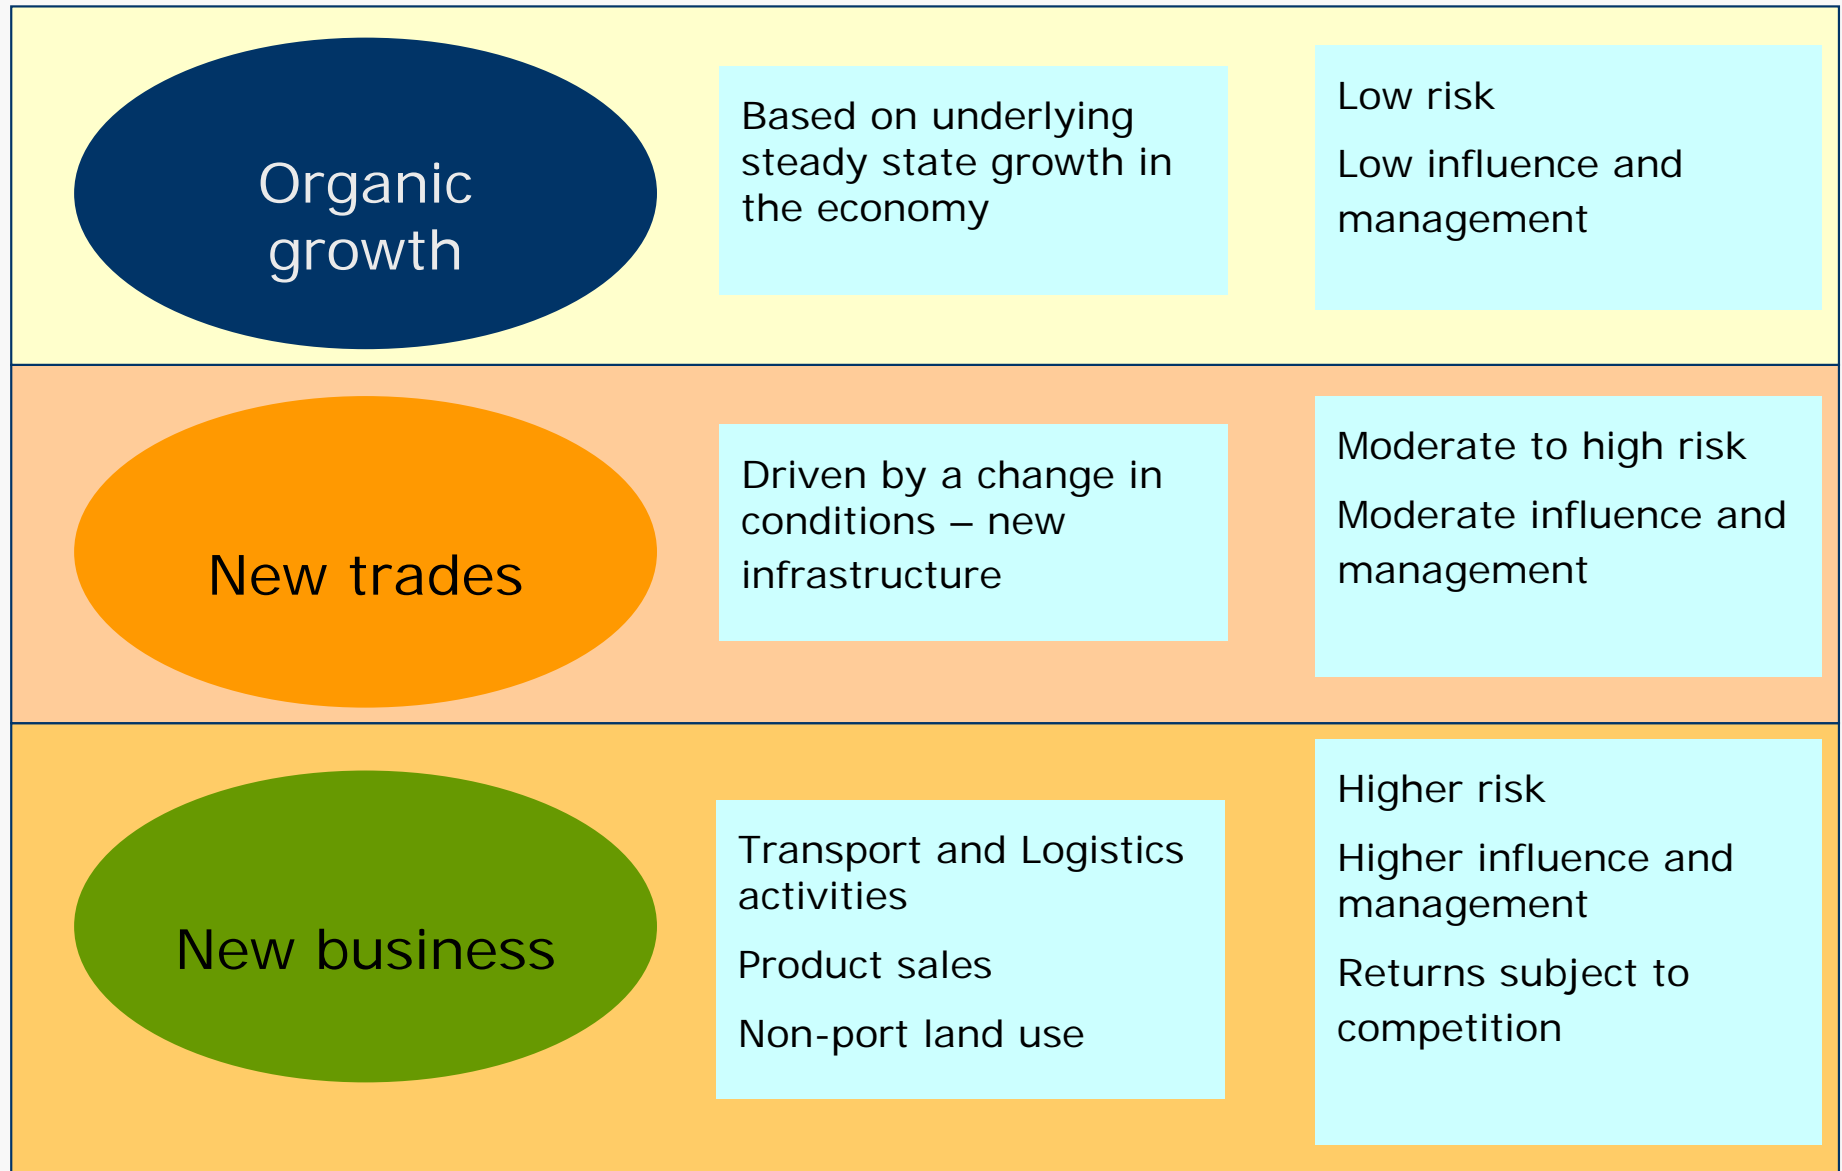 Organic
growth
Based on underlying
steady state growth in
the economy
Low risk
Low influence and
management
New trades
Driven by a change in
conditions – new
infrastructure
Moderate to high risk
Moderate influence and
management
New business
Transport and Logistics
activities
Product sales
Non-port land use
Higher risk
Higher influence and
management
Returns subject to
competition